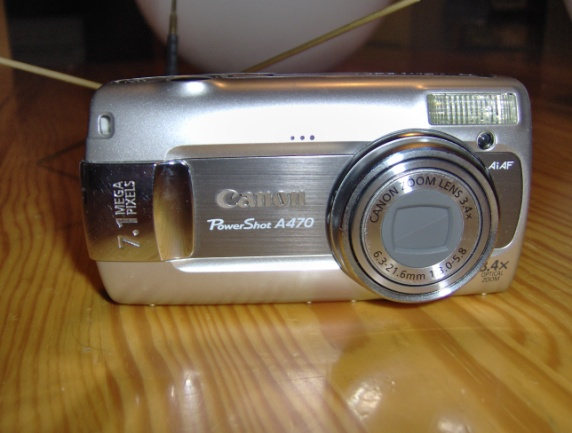 AiAF
Canon
PowerShot A470
7.1 MEGA
PIXELS
CANON ZOOM LENS 3.4x
6.3-21.6mm 1:3.0-5.8
3.4x
OPTICAL
ZOOM